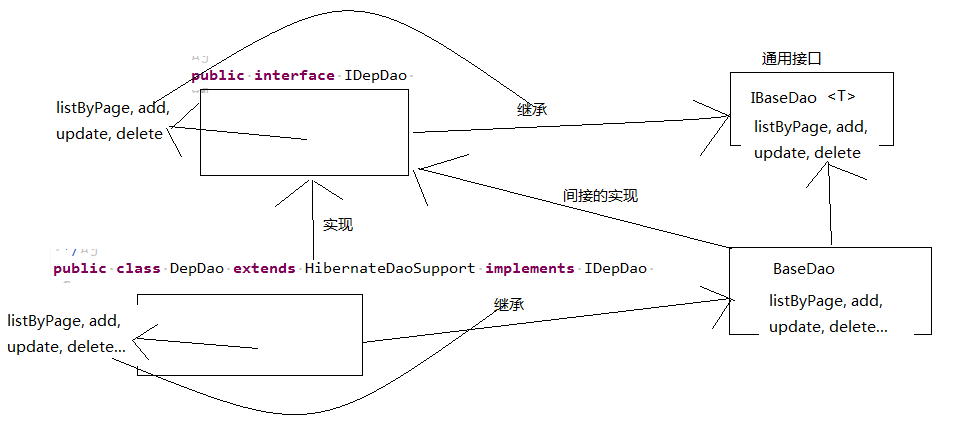 通用接口
public interface IDepDao
IBaseDao <T>
listByPage, add,
update, delete
继承
listByPage, add,
update, delete
间接的实现
实现
public class DepDao extends HibernateDaoSupport implements IDepDao
BaseDao
listByPage, add,
update, delete...
继承
listByPage, add,
update, delete...